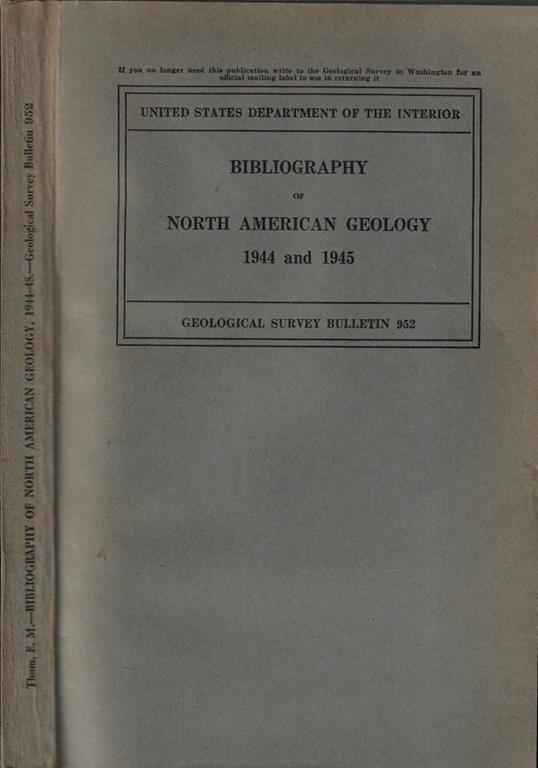 If you no longer need this publication write to the Geological Survey in Washington for an
official mailing label to use in returning it
UNITED STATES DEPARTMENT OF THE INTERIOR
BIBLIOGRAPHY
OF
NORTH AMERICAN GEOLOGY
1944 and 1945
GEOLOGICAL SURVEY BULLETIN 952
Thom, E. M.—BIBLIOGRAPHY OF NORTH AMERICAN GEOLOGY, 1944-45.—Geological Survey Bulletin 952